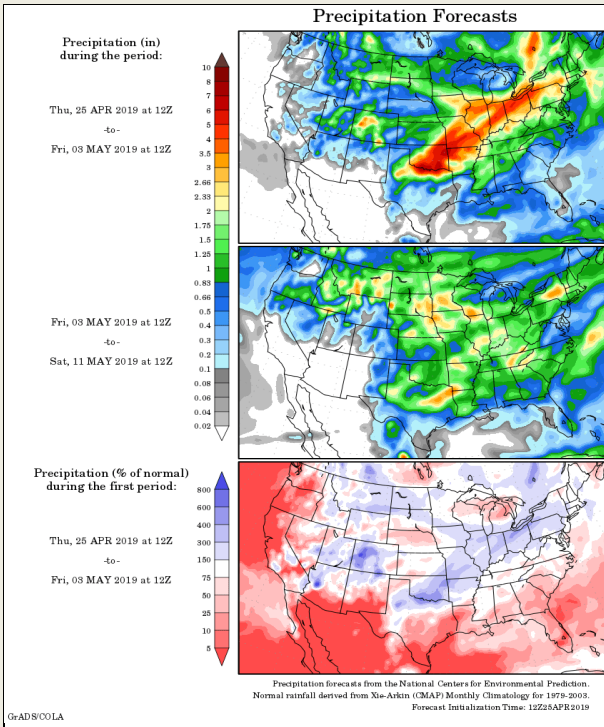 Precipitation Forecasts
Precipitation (in)
during the period:
Thu, 25 APR 2019 at 12Z
-to-
Fri, 03 MAY 2019 at 12Z
10
8
7
6
5
4
3.5
3
2.66
2.33
2
1.75
1.5
1.25
1
0.83
0.66
0.5
0.4
0.3
0.2
0.1
0.08
0.06
0.04
0.02
Fri, 03 MAY 2019 at 12Z
-to-
Sat, 11 MAY 2019 at 12Z
Precipitation (% of normal)
during the first period:
Thu, 25 APR 2019 at 12Z
-to-
Fri, 03 MAY 2019 at 12Z
800
600
400
300
150
75
50
25
10
5
Precipitation forecasts from the National Centers for Environmental Prediction.
Normal rainfall derived from Xie-Arkin (CMAP) Monthly Climatology for 1979-2003.
Forecast Initialization Time: 12Z25APR2019
GrADS/COLA